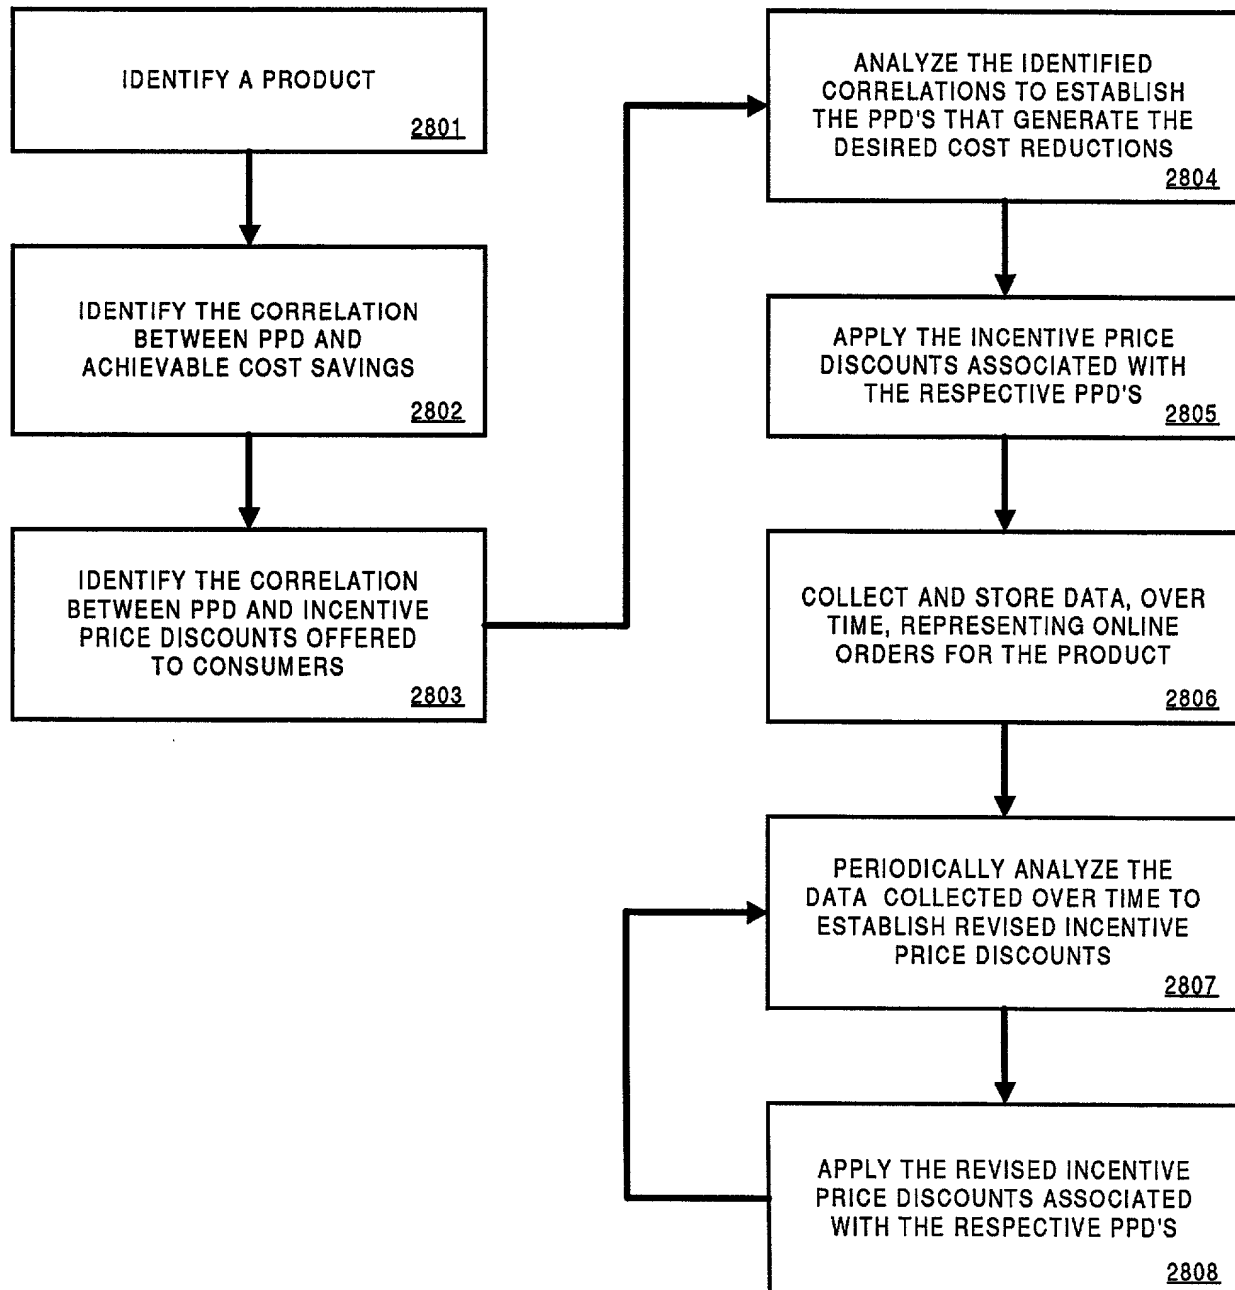 IDENTIFY A PRODUCT
2801
IDENTIFY THE CORRELATION
BETWEEN PPD AND
ACHIEVABLE COST SAVINGS
2802
IDENTIFY THE CORRELATION
BETWEEN PPD AND INCENTIVE
PRICE DISCOUNTS OFFERED
TO CONSUMERS
2803
ANALYZE THE IDENTIFIED
CORRELATIONS TO ESTABLISH
THE PPD'S THAT GENERATE THE
DESIRED COST REDUCTIONS
2804
APPLY THE INCENTIVE PRICE
DISCOUNTS ASSOCIATED WITH
THE RESPECTIVE PPD'S
2805
COLLECT AND STORE DATA, OVER
TIME, REPRESENTING ONLINE
ORDERS FOR THE PRODUCT
2806
PERIODICALLY ANALYZE THE
DATA COLLECTED OVER TIME TO
ESTABLISH REVISED INCENTIVE
PRICE DISCOUNTS
2807
APPLY THE REVISED INCENTIVE
PRICE DISCOUNTS ASSOCIATED
WITH THE RESPECTIVE PPD'S
2808